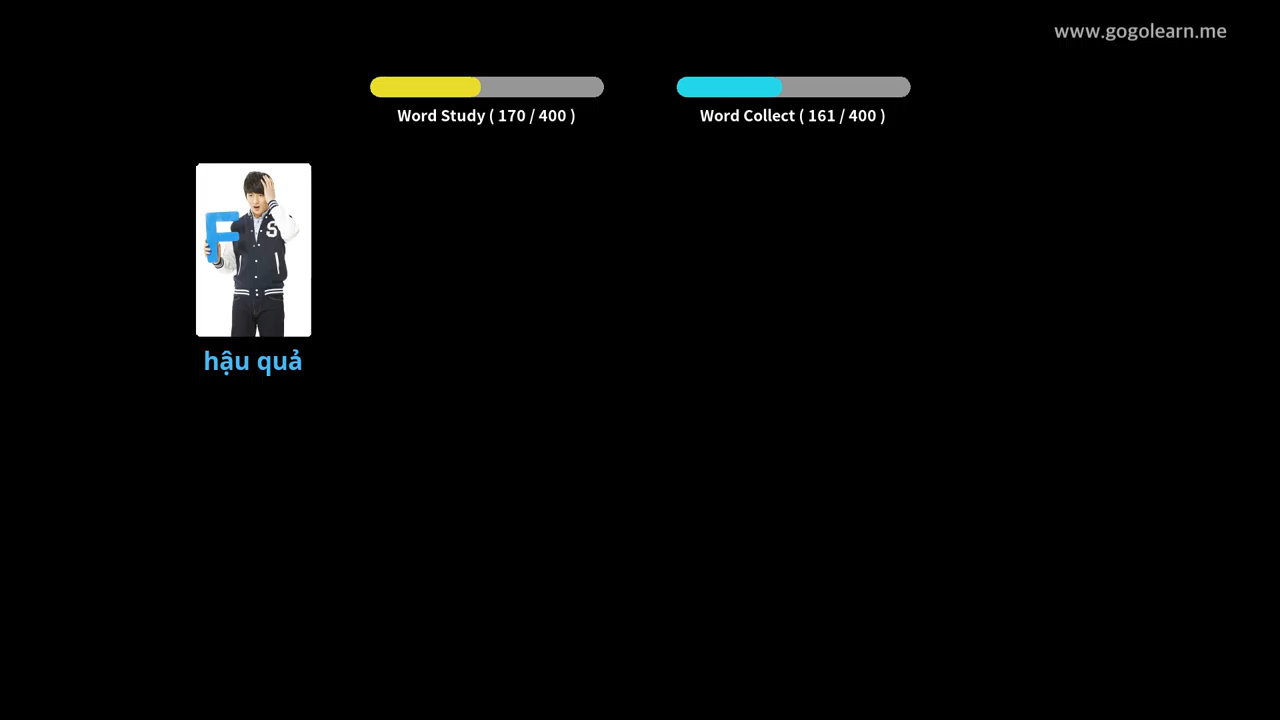 www.gogolearn.me
Word Study ( 170 / 400 )
Word Collect ( 161 / 400 )
F
S
hậu quả